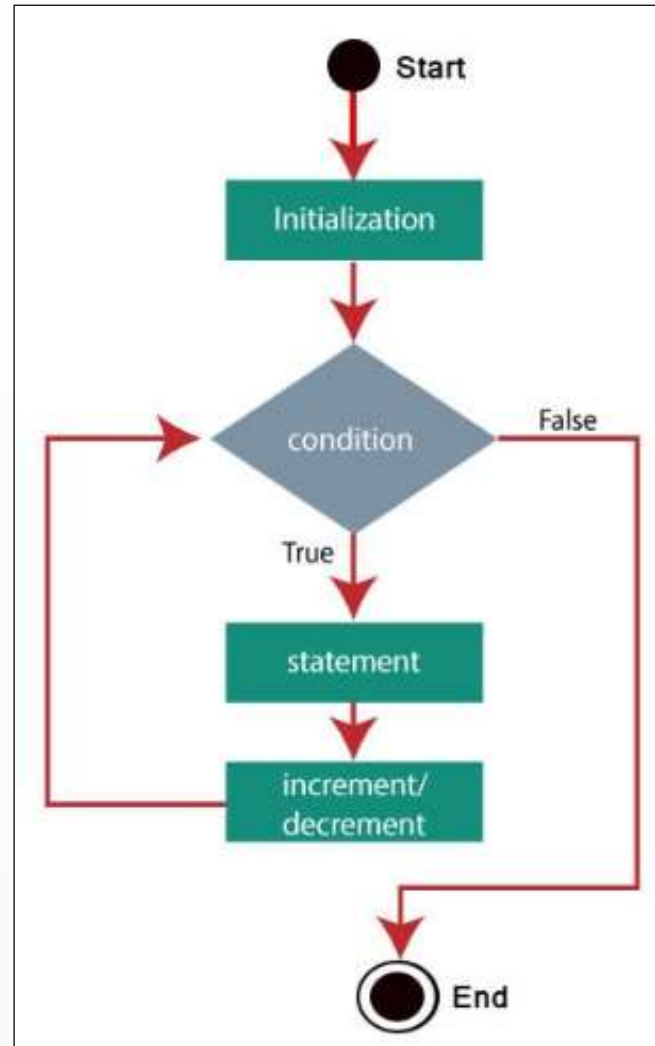 Start
Initialization
condition
False
True
statement
increment/
decrement
End